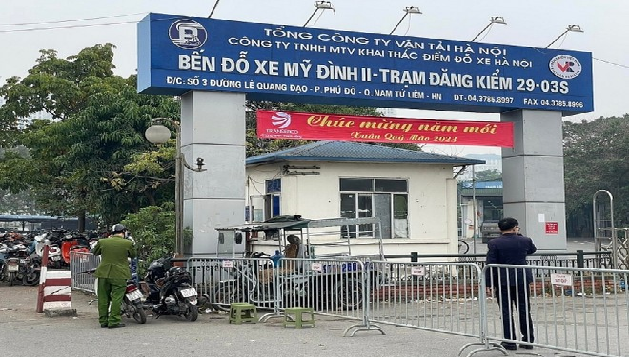 TỔNG CÔNG TY VẬN TẢI HÀ NỘI
CÔNG TY TNHH MTV KHAI THÁC ĐIỂM ĐỖ XE HÀ NỘI
BẾN ĐỖ XE MỸ ĐÌNH II - TRẠM ĐĂNG KIỂM 29-03S
Đ/C: SỐ 3 ĐƯỜNG LÊ QUANG ĐẠO - P. PHÚ ĐÔ - Q. NAM TỪ LIÊM - HN ĐT: 04.3785.8997 FAX 04.3785.8996
TRANSERCO
Chúc mừng năm mới
Xuân Quý Mão 2023